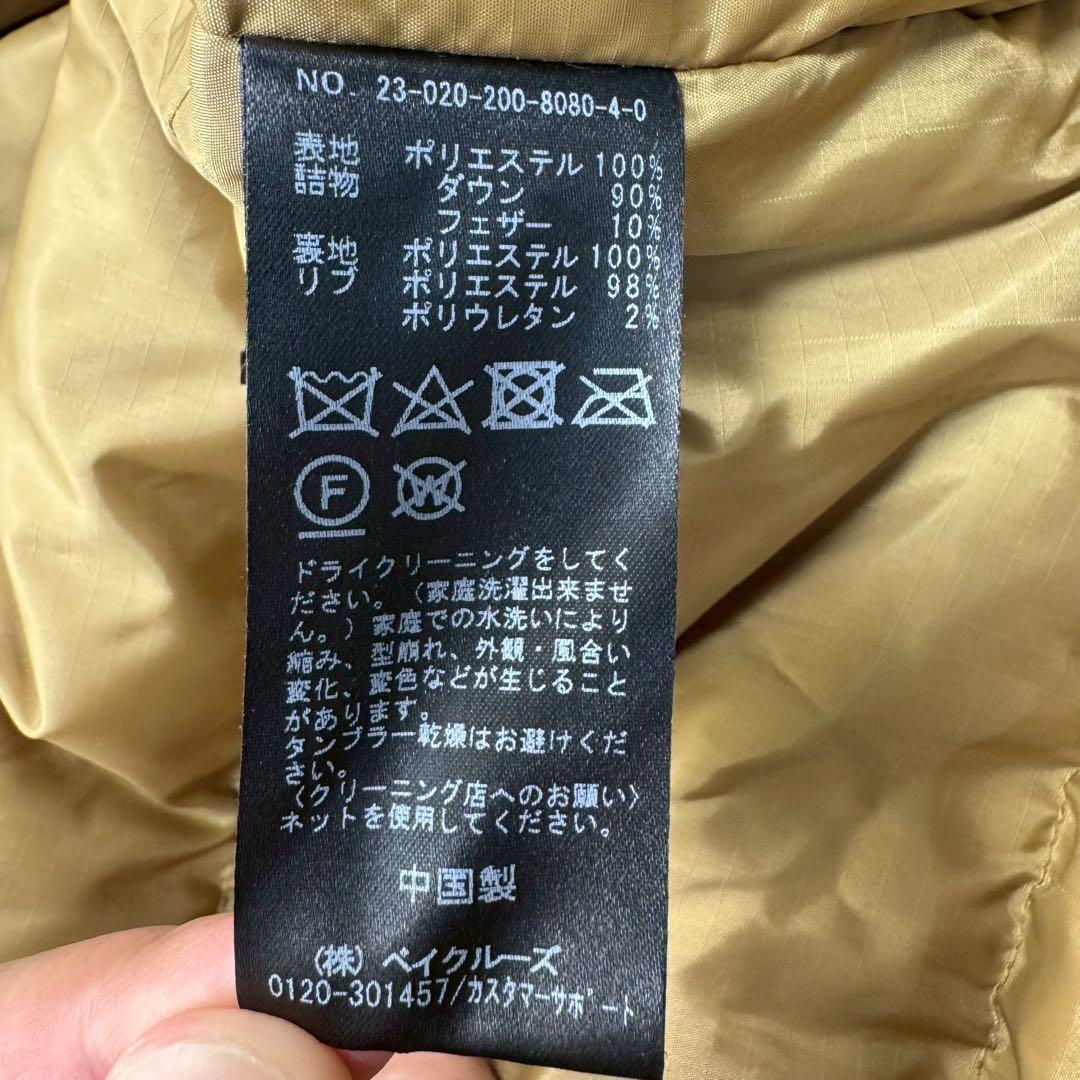 NO. 23-020-200-8080-4-0
表地 ポリエステル 100%
詰物 ダウン 90%
フェザー 10%
裏地 ポリエステル 100%
リブ ポリエステル 98%
ポリウレタン 2%
F W
ドライクリーニングをしてく
ださい。(家庭洗濯出来ませ
ん。)家庭での水洗いにより
縮み、型崩れ、外観・風合い
変化、変色などが生じること
があります。
タンブラー乾燥はお避けくだ
さい。
〈クリーニング店へのお願い〉
ネットを使用してください。
中国製
(株)ベイクルーズ
0120-301457/カスタマーサポート